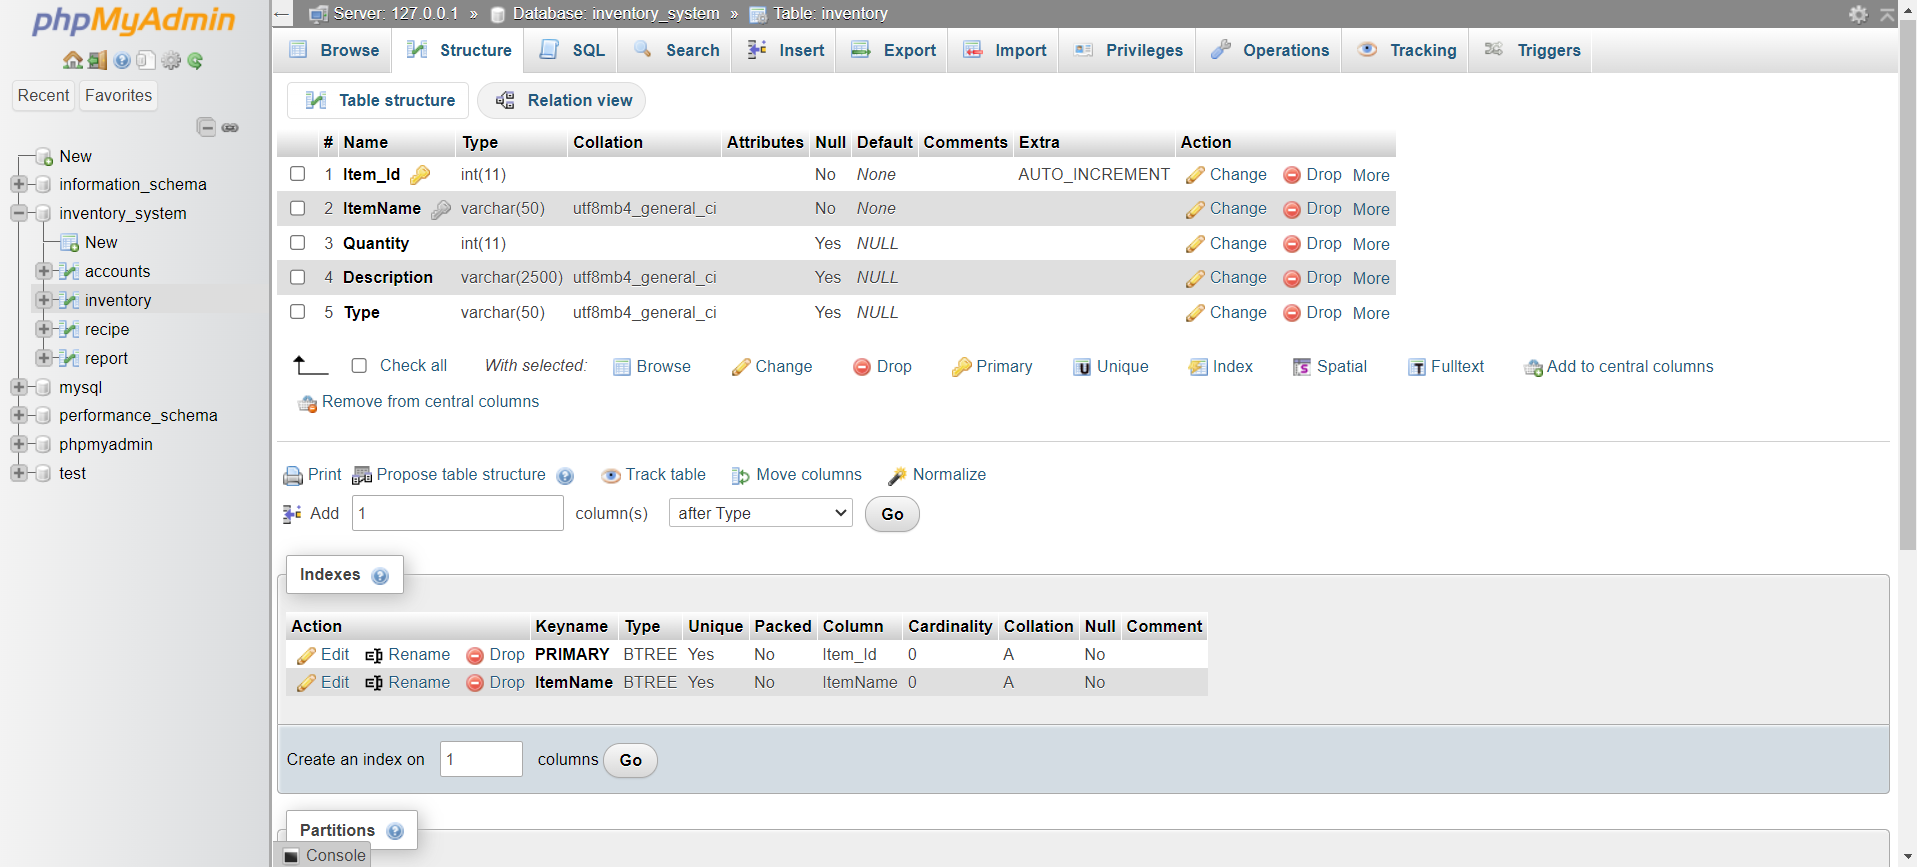 phpMyAdmin
Recent Favorites
New
information_schema
inventory_system
New
accounts
inventory
recipe
report
mysql
performance_schema
phpmyadmin
test
Server: 127.0.0.1 » Database: inventory_system » Table: inventory
Browse Structure SQL Search Insert Export Import Privileges Operations Tracking Triggers
Table structure Relation view
# Name Type Collation Attributes Null Default Comments Extra Action
1 Item_Id int(11) No None AUTO_INCREMENT Change Drop More
2 ItemName varchar(50) utf8mb4_general_ci No None Change Drop More
3 Quantity int(11) Yes NULL Change Drop More
4 Description varchar(2500) utf8mb4_general_ci Yes NULL Change Drop More
5 Type varchar(50) utf8mb4_general_ci Yes NULL Change Drop More
Check all With selected: Browse Change Drop Primary Unique Index Spatial Fulltext Add to central columns
Remove from central columns
Print Propose table structure Track table Move columns Normalize
Add 1 column(s) after Type Go
Indexes
Action Keyname Type Unique Packed Column Cardinality Collation Null Comment
Edit Rename Drop PRIMARY BTREE Yes No Item_Id 0 A No
Edit Rename Drop ItemName BTREE Yes No ItemName 0 A No
Create an index on 1 columns Go
Partitions
Console